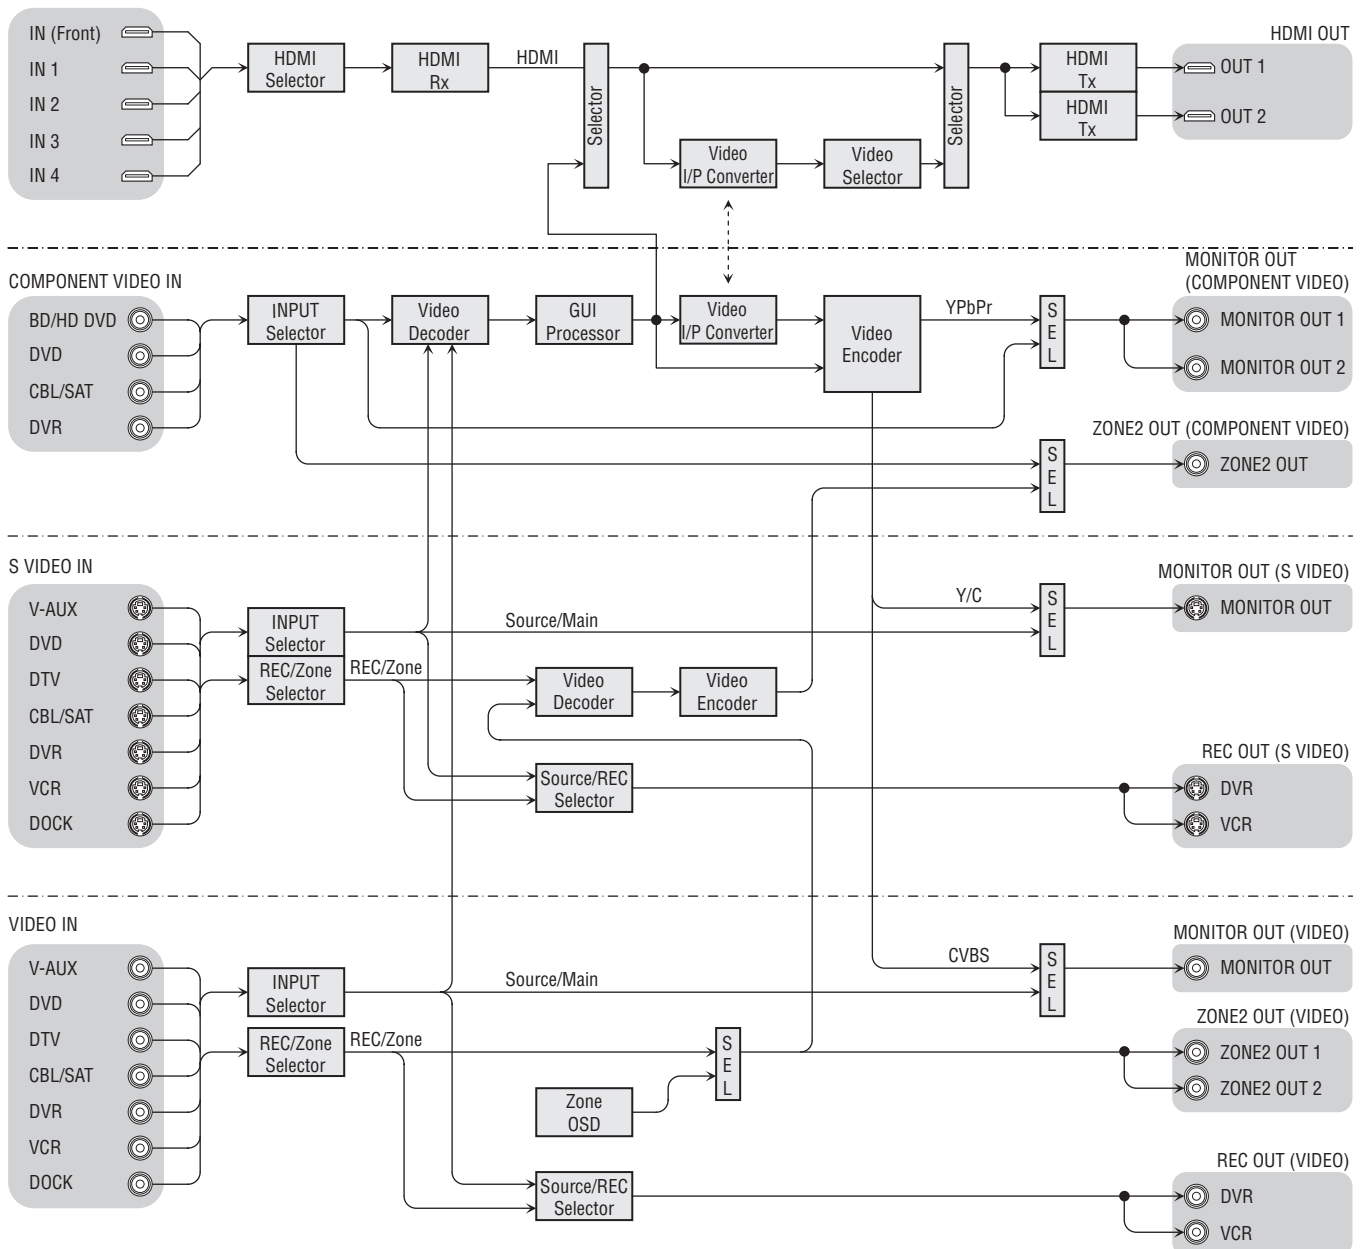 IN (Front)
IN 1
IN 2
IN 3
IN 4
HDMI
Selector
HDMI
Rx
HDMI
Selector
Video
I/P Converter
Video
Selector
Selector
HDMI
Tx
HDMI
Tx
HDMI OUT
OUT 1
OUT 2
COMPONENT VIDEO IN
BD/HD DVD
DVD
CBL/SAT
DVR
INPUT
Selector
Video
Decoder
GUI
Processor
Video
I/P Converter
Video
Encoder
YPbPr
S
E
L
MONITOR OUT
(COMPONENT VIDEO)
MONITOR OUT 1
MONITOR OUT 2
S
E
L
ZONE2 OUT (COMPONENT VIDEO)
ZONE2 OUT
S VIDEO IN
V-AUX
DVD
DTV
CBL/SAT
DVR
VCR
DOCK
INPUT
Selector
REC/Zone
Selector
Source/Main
REC/Zone
Video
Decoder
Video
Encoder
Source/REC
Selector
Y/C
S
E
L
MONITOR OUT (S VIDEO)
MONITOR OUT
REC OUT (S VIDEO)
DVR
VCR
VIDEO IN
V-AUX
DVD
DTV
CBL/SAT
DVR
VCR
DOCK
INPUT
Selector
REC/Zone
Selector
Source/Main
REC/Zone
Zone
OSD
S
E
L
Source/REC
Selector
CVBS
S
E
L
MONITOR OUT (VIDEO)
MONITOR OUT
ZONE2 OUT (VIDEO)
ZONE2 OUT 1
ZONE2 OUT 2
REC OUT (VIDEO)
DVR
VCR